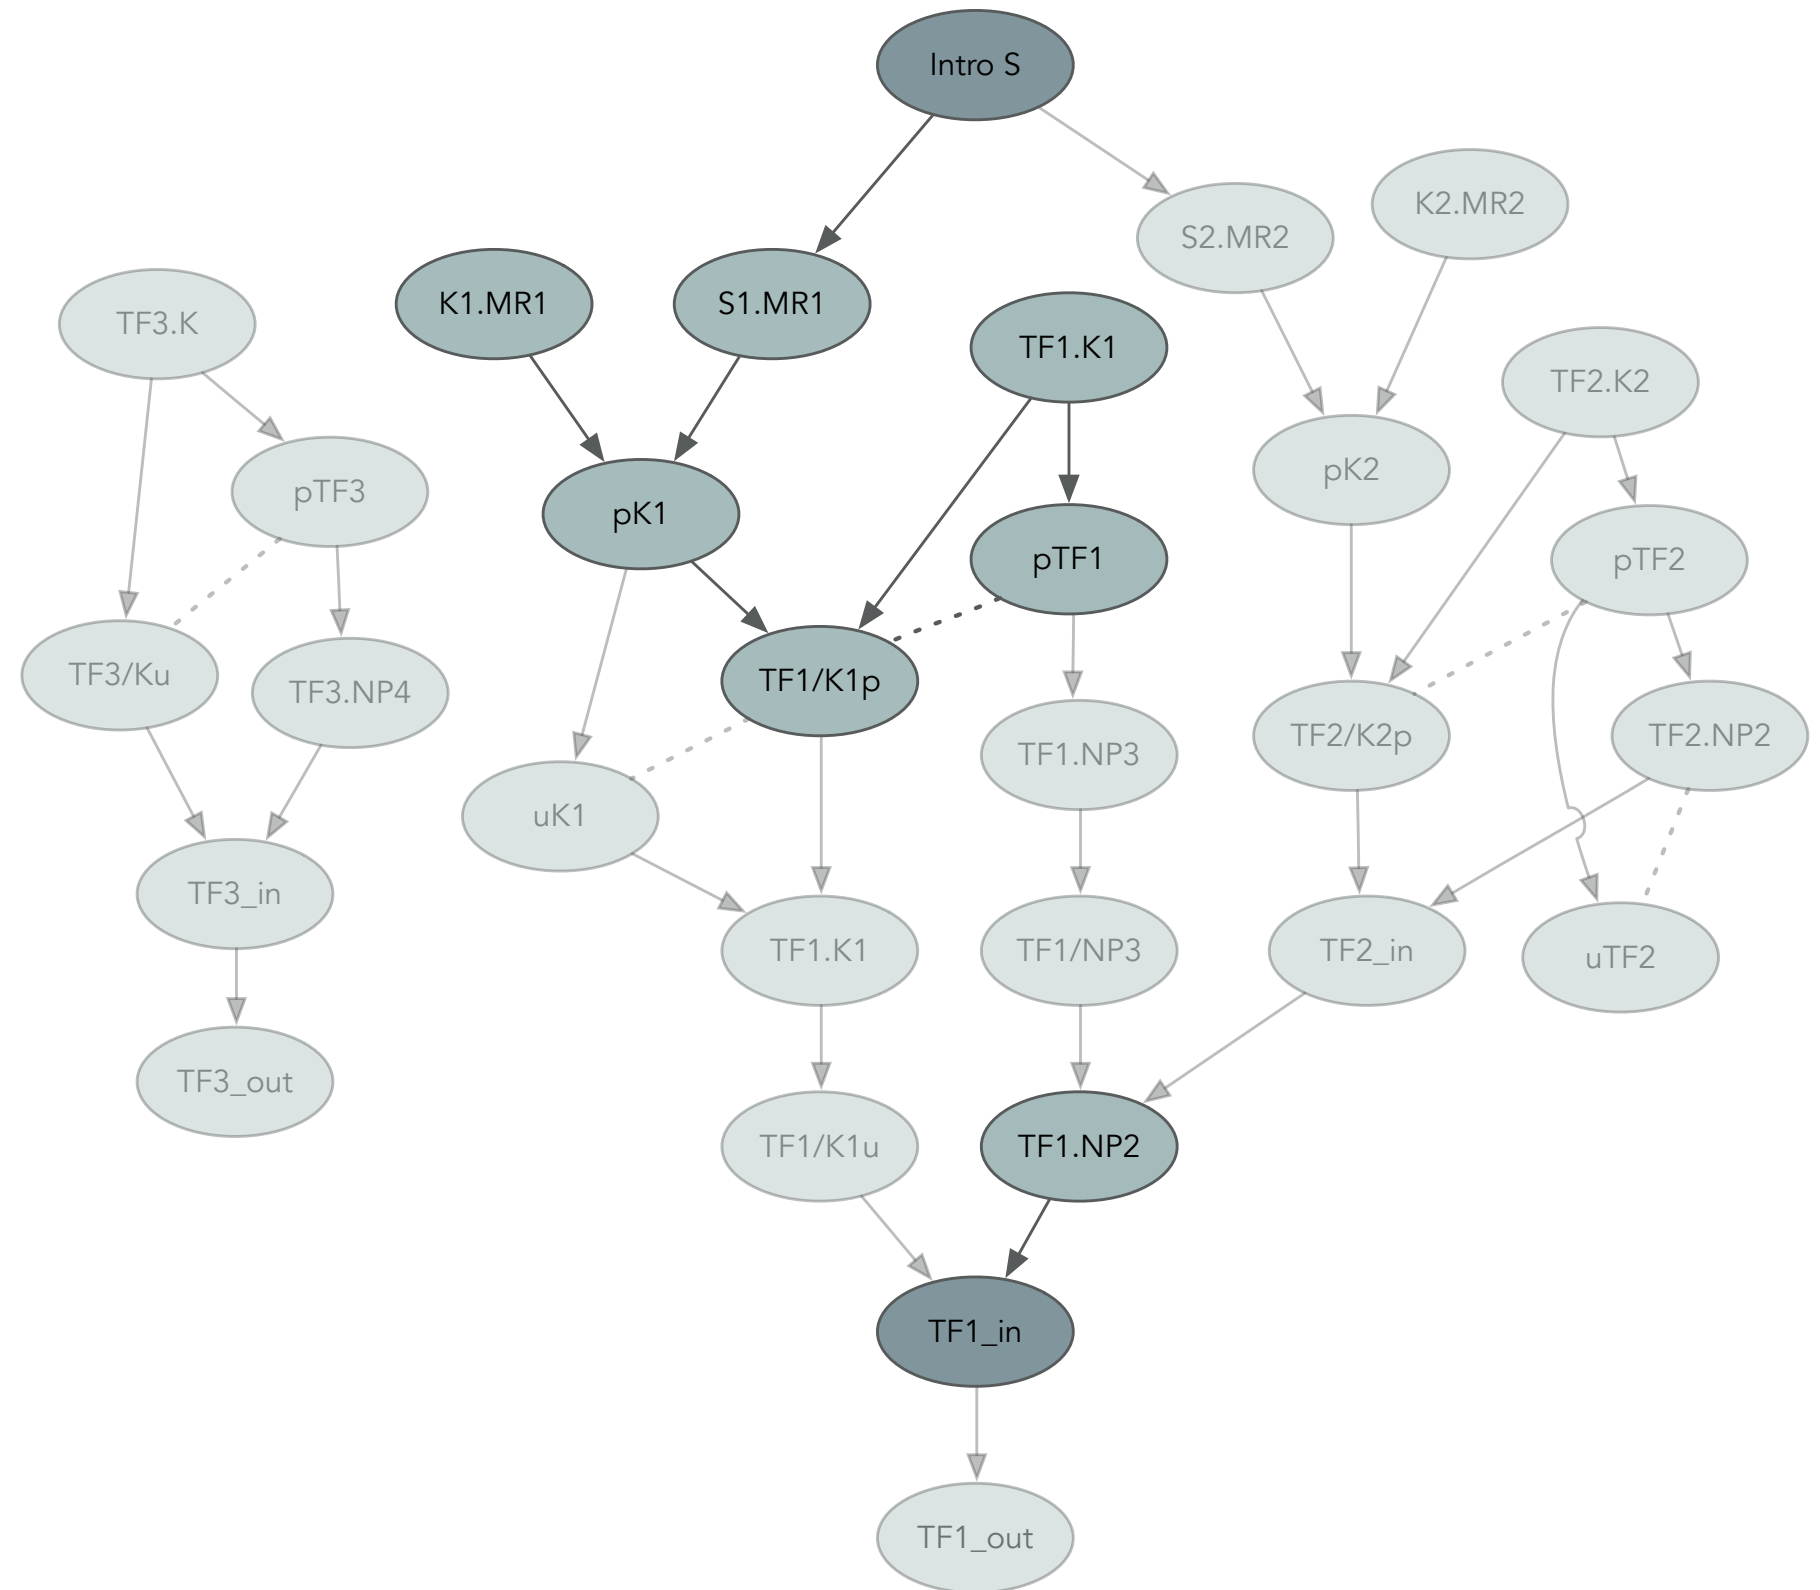 Intro S
S2.MR2
K2.MR2
TF3.K
K1.MR1
S1.MR1
TF1.K1
TF2.K2
pTF3
pK1
pTF1
pK2
pTF2
TF3/Ku
TF3.NP4
TF1/K1p
TF1.NP3
TF2/K2p
TF2.NP2
uK1
TF3_in
TF1.K1
TF1/NP3
TF2_in
uTF2
TF3_out
TF1/K1u
TF1.NP2
TF1_in
TF1_out